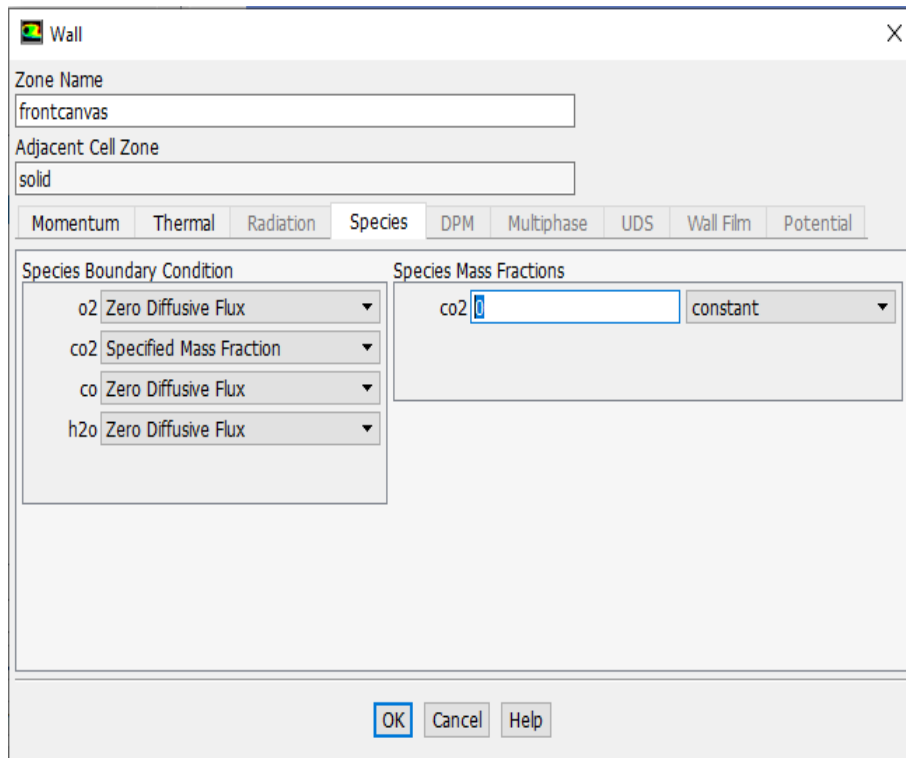 Wall
Zone Name
frontcanvas
Adjacent Cell Zone
solid
Momentum Thermal Radiation Species DPM Multiphase UDS Wall Film Potential
Species Boundary Condition
o2 Zero Diffusive Flux
co2 Specified Mass Fraction
co Zero Diffusive Flux
h2o Zero Diffusive Flux
Species Mass Fractions
co2 0 constant
OK Cancel Help